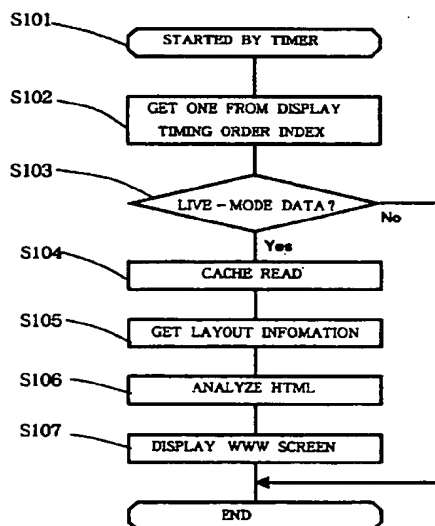 S101
STARTED BY TIMER
S102
GET ONE FROM DISPLAY
TIMING ORDER INDEX
S103
LIVE-MODE DATA?
No
Yes
S104
CACHE READ
S105
GET LAYOUT INFOMATION
S106
ANALYZE HTML
S107
DISPLAY WWW SCREEN
END